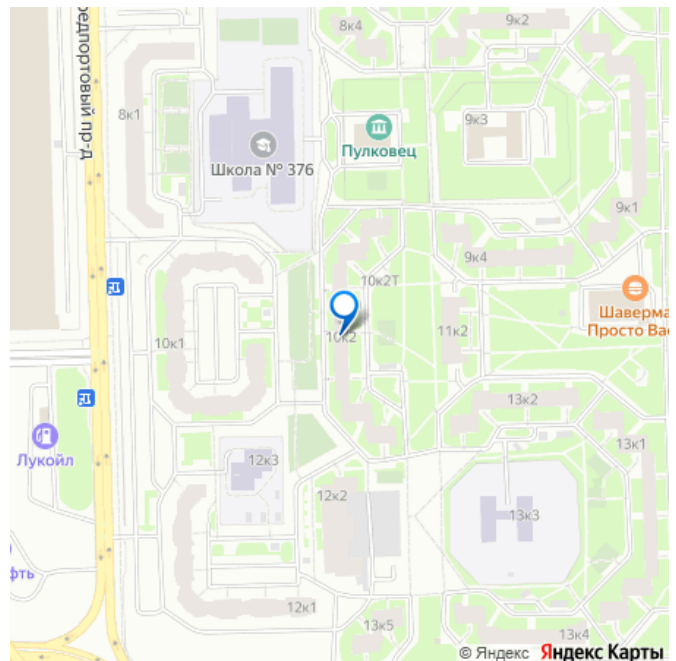 8к4
9к2
редпортовый пр-д
8к1
9к3
Пулковец
Школа № 376
9к1
9к4
10к2Т
Шаверма
Просто Вас
10к1
10к2
11к2
13к2
Лукойл
12к3
13к1
12к2
13к3
фть
12к1
13к5
13к4
© Яндекс Яндекс Карты